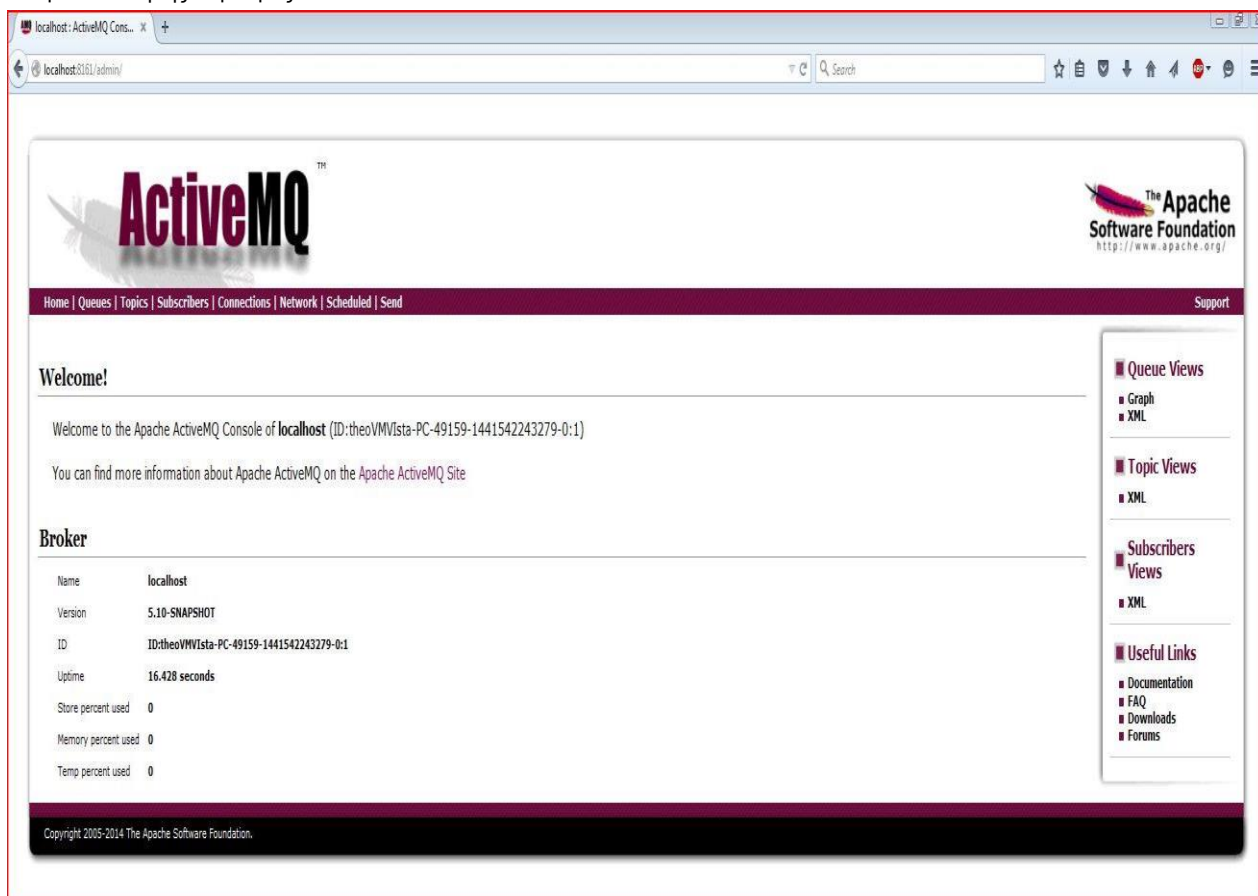 localhost : ActiveMQ Cons...
localhost:8161/admin/
Search
ABP
ActiveMQ™
The Apache
Software Foundation
http://www.apache.org/
Home | Queues | Topics | Subscribers | Connections | Network | Scheduled | Send
Support
Welcome!
Welcome to the Apache ActiveMQ Console of localhost (ID:theoVMVIsta-PC-49159-1441542243279-0:1)
You can find more information about Apache ActiveMQ on the Apache ActiveMQ Site
Broker
Name localhost
Version 5.10-SNAPSHOT
ID ID:theoVMVIsta-PC-49159-1441542243279-0:1
Uptime 16.428 seconds
Store percent used 0
Memory percent used 0
Temp percent used 0
Queue Views
Graph
XML
Topic Views
XML
Subscribers
Views
XML
Useful Links
Documentation
FAQ
Downloads
Forums
Copyright 2005-2014 The Apache Software Foundation.